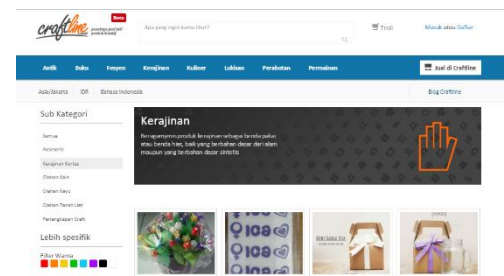 craftline
Beta
Apa yang ingin kamu cari?
Troli
Masuk atau Daftar
Antik Buku Fesyen Kerajinan Kuliner Lukisan Perabotan Permainan
Jual di Craftline
Asia/Jakarta IDR Bahasa Indonesia
Blog Craftline
Sub Kategori
Semua
Aksesoris
Kerajinan Kertas
Olahan Kain
Olahan Kayu
Olahan Tanah Liat
Perlengkapan Craft
Lebih spesifik
Filter Warna
Kerajinan
Beragam jenis produk kerajinan sebagai benda pakai
atau benda hias, baik yang berbahan dasar dari alam
maupun yang berbahan dasar sintetis